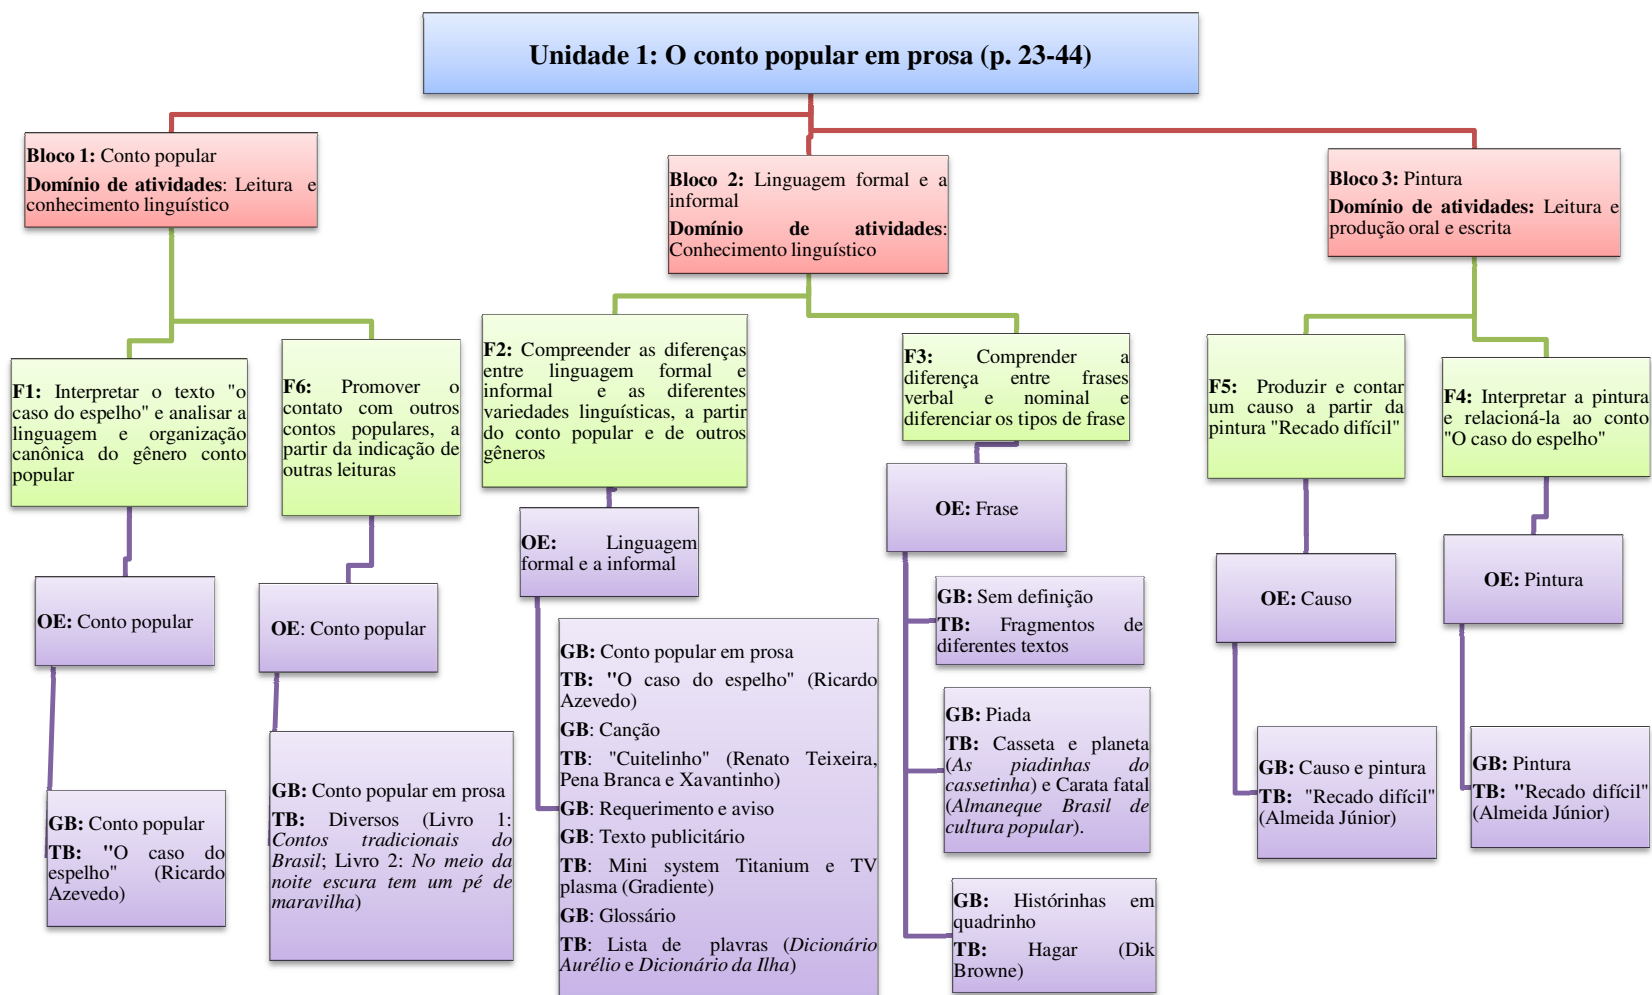 Unidade 1: O conto popular em prosa (p. 23-44)
Bloco 1: Conto popular
Domínio de atividades: Leitura e
conhecimento linguístico
Bloco 2: Linguagem formal e a
informal
Domínio de atividades:
Conhecimento linguístico
Bloco 3: Pintura
Domínio de atividades: Leitura e
produção oral e escrita
F1: Interpretar o texto "o
caso do espelho" e analisar a
linguagem e organização
canônica do gênero conto
popular
F6: Promover o
contato com outros
contos populares, a
partir da indicação de
outras leituras
F2: Compreender as diferenças
entre linguagem formal e
informal e as diferentes
variedades linguísticas, a partir
do conto popular e de outros
gêneros
F3: Comprender a
diferença entre frases
verbal e nominal e
diferenciar os tipos de frase
F5: Produzir e contar
um causo a partir da
pintura "Recado difícil"
F4: Interpretar a pintura
e relacioná-la ao conto
"O caso do espelho"
OE: Conto popular
OE: Conto popular
OE: Linguagem
formal e a informal
OE: Frase
OE: Causo
OE: Pintura
GB: Conto popular
TB: "O caso do
espelho" (Ricardo
Azevedo)
GB: Conto popular em prosa
TB: Diversos (Livro 1:
Contos tradicionais do
Brasil; Livro 2: No meio da
noite escura tem um pé de
maravilha)
GB: Conto popular em prosa
TB: "O caso do espelho" (Ricardo
Azevedo)
GB: Canção
TB: "Cuitelinho" (Renato Teixeira,
Pena Branca e Xavantinho)
GB: Requerimento e aviso
GB: Texto publicitário
TB: Mini system Titanium e TV
plasma (Gradiente)
GB: Glossário
TB: Lista de plavras (Dicionário
Aurélio e Dicionário da Ilha)
GB: Sem definição
TB: Fragmentos de
diferentes textos
GB: Piada
TB: Casseta e planeta
(As piadinhas do
cassetinha) e Carata fatal
(Almaneque Brasil de
cultura popular).
GB: Histórinhas em
quadrinho
TB: Hagar (Dik
Browne)
GB: Causo e pintura
TB: "Recado difícil"
(Almeida Júnior)
GB: Pintura
TB: "Recado difícil"
(Almeida Júnior)